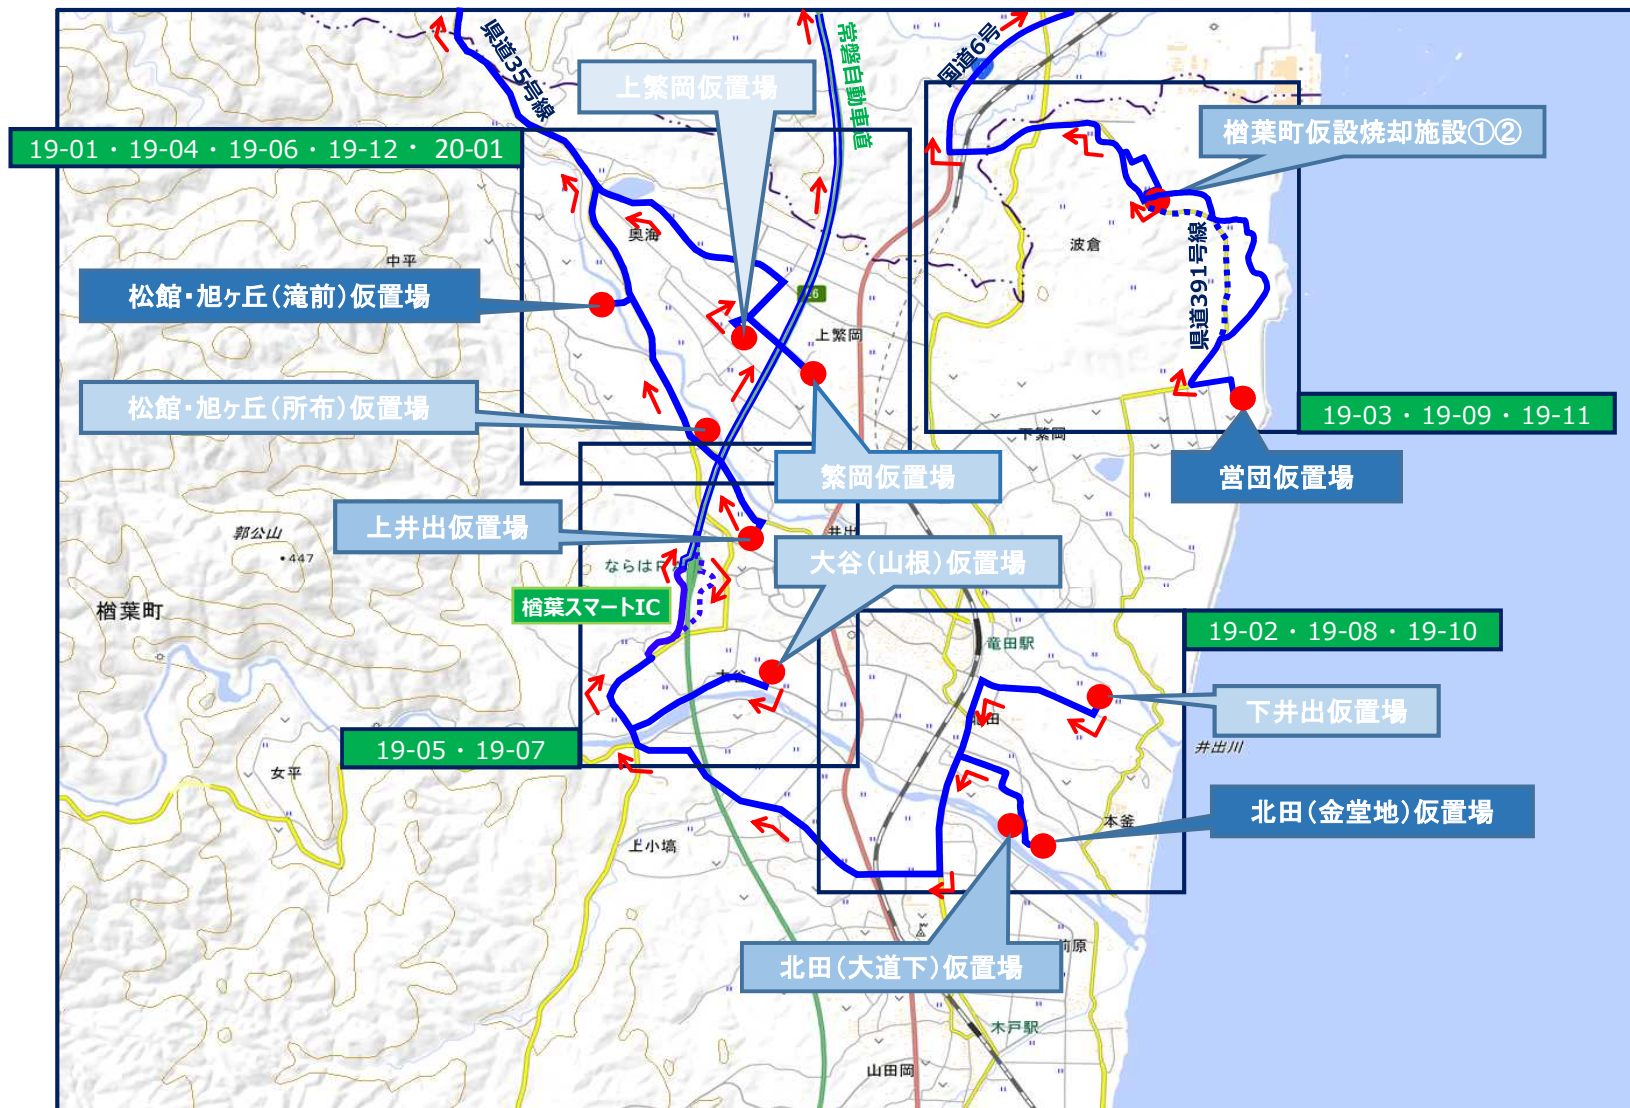 県道35号線
常磐自動車道
国道6号
上繁岡仮置場
楢葉町仮設焼却施設①②
19-01・19-04・19-06・19-12・ 20-01
奥海
中平
波倉
県道391号線
松館・旭ヶ丘(滝前)仮置場
6
上繁岡
松館・旭ヶ丘(所布)仮置場
19-03・19-09・19-11
下繁岡
繁岡仮置場
営団仮置場
上井出仮置場
井出
郭公山
・447
大谷(山根)仮置場
ならはP
楢葉スマートIC
楢葉町
19-02・19-08・19-10
竜田駅
大谷
下井出仮置場
北田
19-05・19-07
井出川
女平
北田(金堂地)仮置場
本釜
上小塙
前原
北田(大道下)仮置場
木戸駅
山田岡